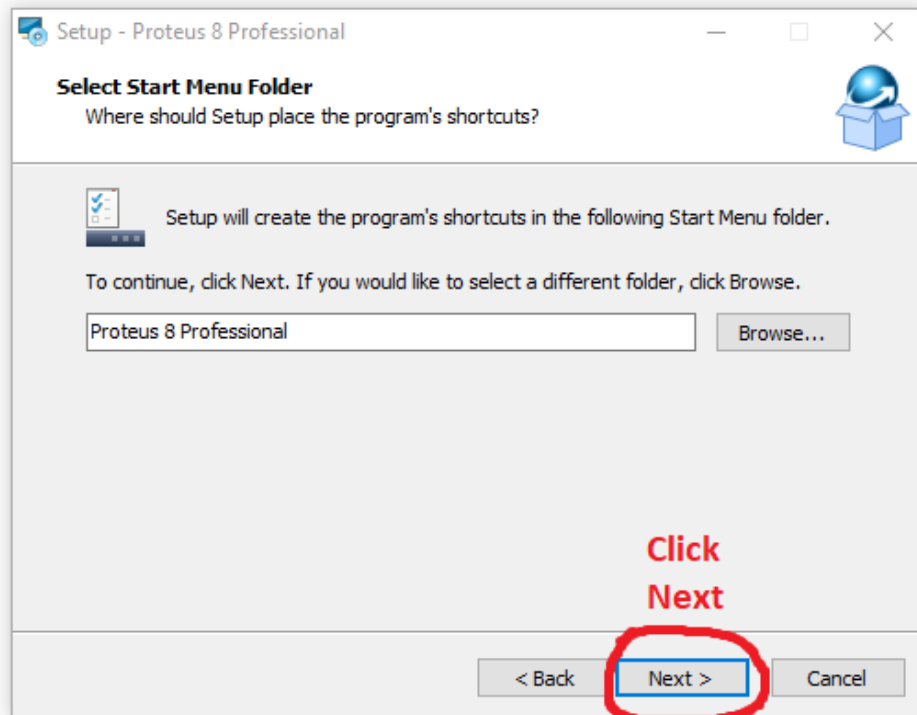 Setup - Proteus 8 Professional
Select Start Menu Folder
Where should Setup place the program's shortcuts?
Setup will create the program's shortcuts in the following Start Menu folder.
To continue, click Next. If you would like to select a different folder, click Browse.
Proteus 8 Professional
Browse...
Click
Next
< Back
Next >
Cancel